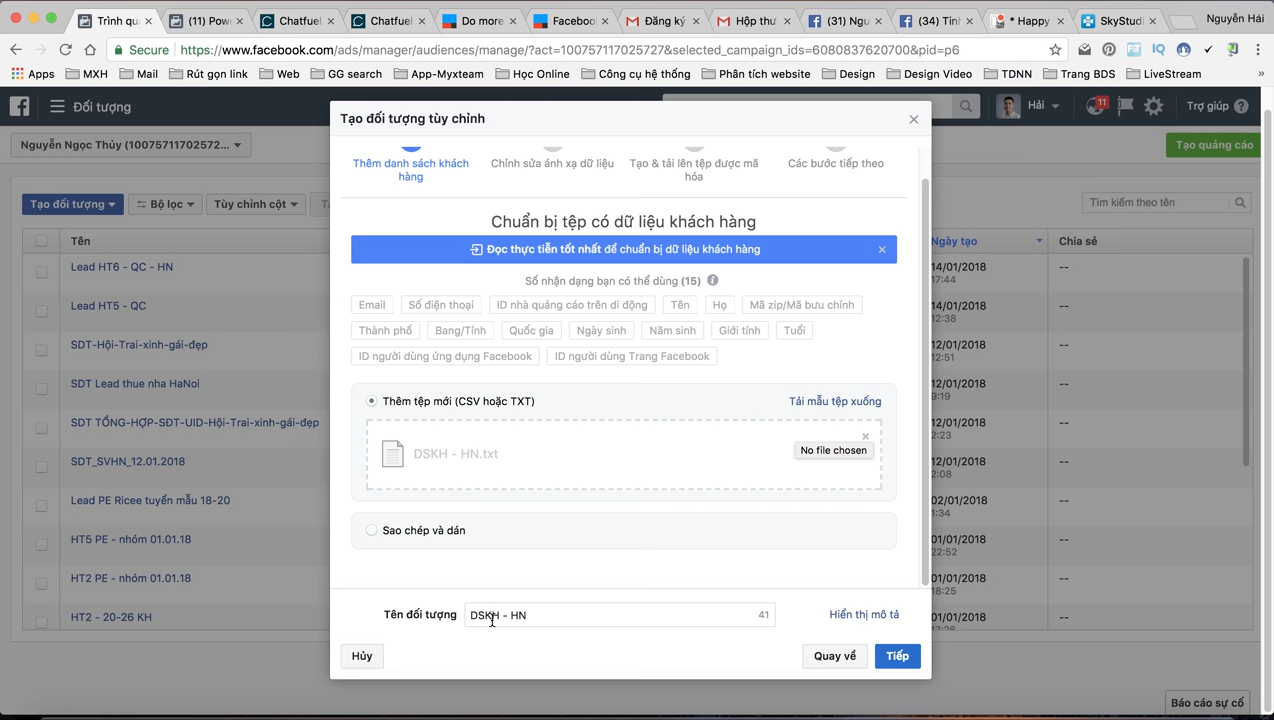 Trình quả
(11) Pow
Chatfuel
Chatfuel
Do more
Facebook
Đăng ký
Hộp thư
(31) Ngu
(34) Tinh
* Happy
SkyStudi
Nguyễn Hải
Secure
https://www.facebook.com/ads/manager/audiences/manage/?act=100757117025727&selected_campaign_ids=6080837620700&pid=p6
Apps
MXH
Mail
Rút gọn link
Web
GG search
App-Myxteam
Học Online
Công cụ hệ thống
Phân tích website
Design
Design Video
TDNN
Trang BDS
LiveStream
»
Đối tượng
Hải
11
Trợ giúp
Nguyễn Ngọc Thủy (10075711702572...
Tạo quảng cáo
Tạo đối tượng
Bộ lọc
Tùy chỉnh cột
Tìm kiếm theo tên
Tên
Ngày tạo
Chia sẻ
Lead HT6 - QC - HN
14/01/2018
17:44
--
Lead HT5 - QC
14/01/2018
12:38
--
SDT-Hội-Trai-xinh-gái-đẹp
12/01/2018
12:51
--
SDT Lead thue nha HaNoi
12/01/2018
9:19
--
SDT TỔNG-HỢP-SĐT-UID-Hội-Trai-xinh-gái-đẹp
12/01/2018
2:23
--
SDT_SVHN_12.01.2018
12/01/2018
2:08
--
Lead PE Ricee tuyển mẫu 18-20
02/01/2018
1:34
--
HT5 PE - nhóm 01.01.18
01/01/2018
22:52
--
HT2 PE - nhóm 01.01.18
01/01/2018
18:25
--
HT2 - 20-26 KH
01/01/2018
--
Báo cáo sự cố
Tạo đối tượng tùy chỉnh
Thêm danh sách khách
hàng
Chỉnh sửa ánh xạ dữ liệu
Tạo & tải lên tệp được mã
hóa
Các bước tiếp theo
Chuẩn bị tệp có dữ liệu khách hàng
Đọc thực tiễn tốt nhất để chuẩn bị dữ liệu khách hàng
Số nhận dạng bạn có thể dùng (15)
Email
Số điện thoại
ID nhà quảng cáo trên di động
Tên
Họ
Mã zip/Mã bưu chính
Thành phố
Bang/Tỉnh
Quốc gia
Ngày sinh
Năm sinh
Giới tính
Tuổi
ID người dùng ứng dụng Facebook
ID người dùng Trang Facebook
Thêm tệp mới (CSV hoặc TXT)
Tải mẫu tệp xuống
DSKH - HN.txt
No file chosen
Sao chép và dán
Tên đối tượng
DSKH - HN
41
Hiển thị mô tả
Hủy
Quay về
Tiếp